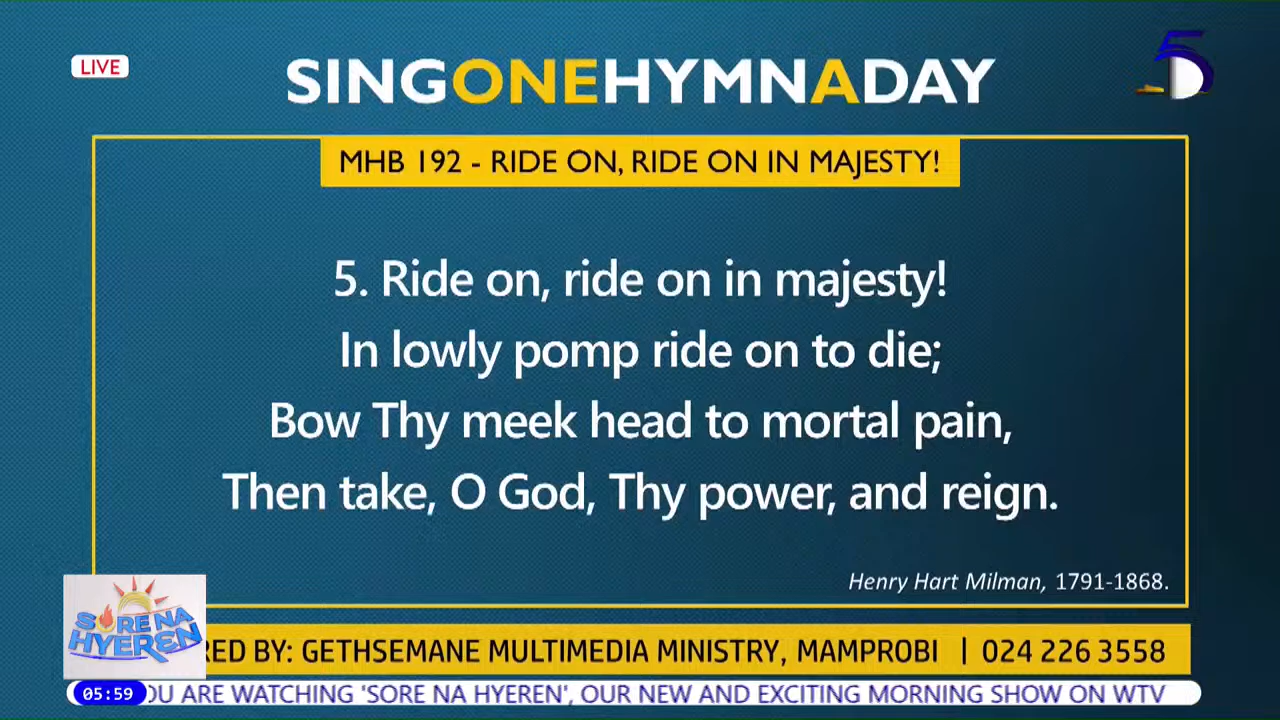 LIVE
SINGONEHYMNADAY
5
MHB 192 - RIDE ON, RIDE ON IN MAJESTY!
5. Ride on, ride on in majesty!
In lowly pomp ride on to die;
Bow Thy meek head to mortal pain,
Then take, O God, Thy power, and reign.
Henry Hart Milman, 1791-1868.
SORE NA
HYEREN
RED BY: GETHSEMANE MULTIMEDIA MINISTRY, MAMPROBI | 024 226 3558
05:59 OU ARE WATCHING 'SORE NA HYEREN', OUR NEW AND EXCITING MORNING SHOW ON WTV